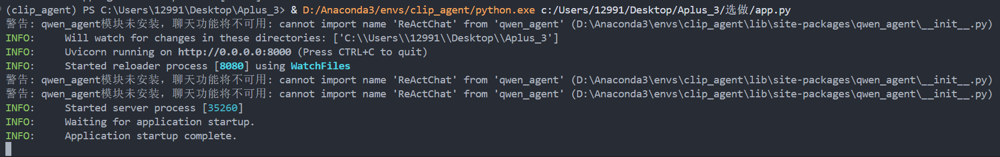 (clip_agent) PS C:\Users\12991\Desktop\Aplus_3> & D:/Anaconda3/envs/clip_agent/python.exe c:/Users/12991/Desktop/Aplus_3/选做/app.py
警告: qwen_agent模块未安装，聊天功能将不可用: cannot import name 'ReActChat' from 'qwen_agent' (D:\Anaconda3\envs\clip_agent\lib\site-packages\qwen_agent\__init__.py)
INFO:     Will watch for changes in these directories: ['C:\\Users\\12991\\Desktop\\Aplus_3']
INFO:     Uvicorn running on http://0.0.0.0:8000 (Press CTRL+C to quit)
INFO:     Started reloader process [8080] using WatchFiles
警告: qwen_agent模块未安装，聊天功能将不可用: cannot import name 'ReActChat' from 'qwen_agent' (D:\Anaconda3\envs\clip_agent\lib\site-packages\qwen_agent\__init__.py)
警告: qwen_agent模块未安装，聊天功能将不可用: cannot import name 'ReActChat' from 'qwen_agent' (D:\Anaconda3\envs\clip_agent\lib\site-packages\qwen_agent\__init__.py)
INFO:     Started server process [35260]
INFO:     Waiting for application startup.
INFO:     Application startup complete.